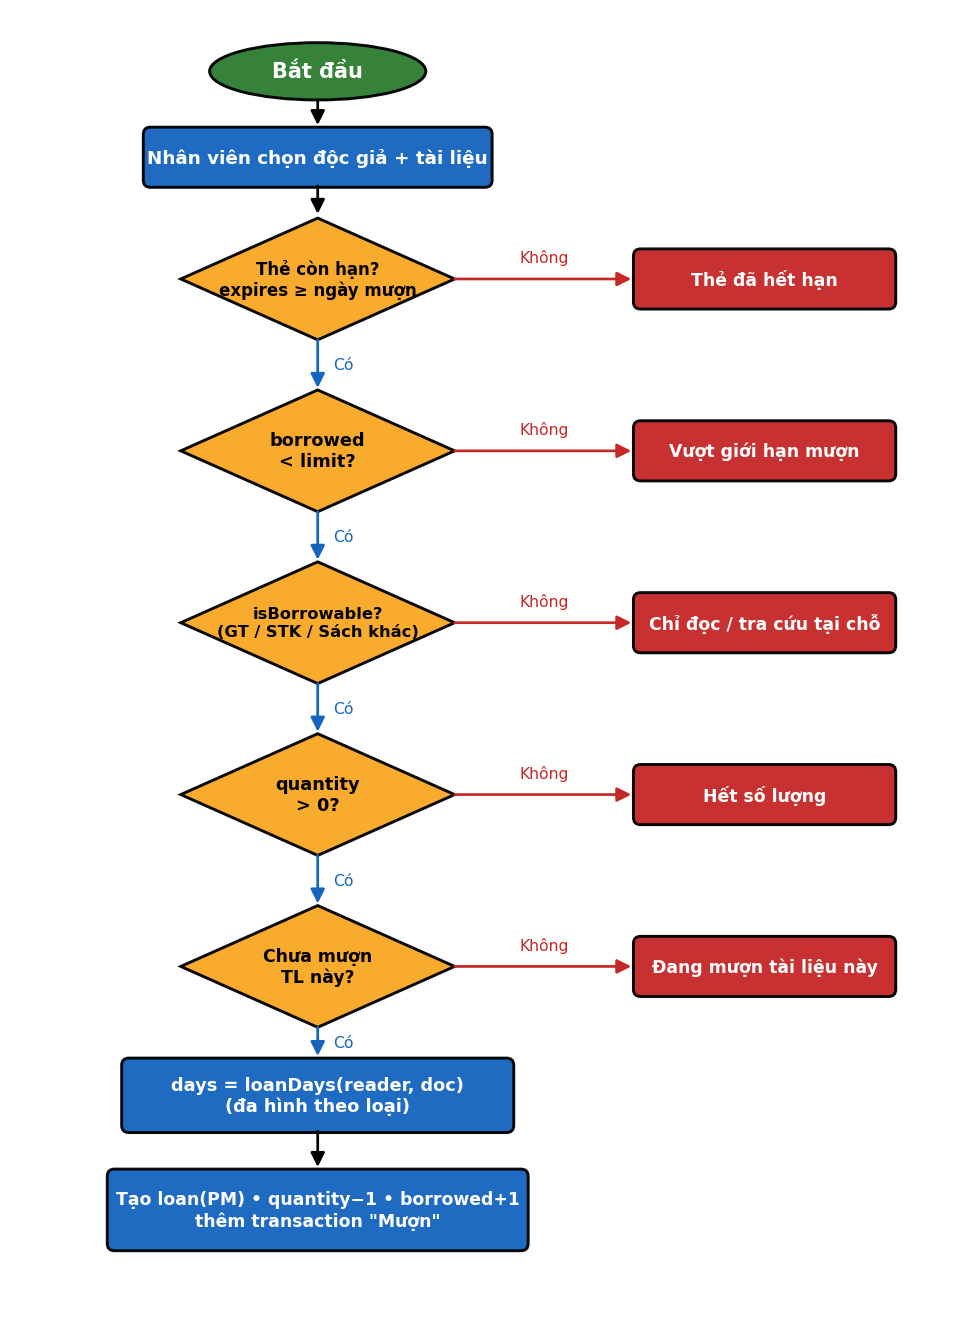 Bắt đầu
Nhân viên chọn độc giả + tài liệu
Thẻ còn hạn?
expires ≥ ngày mượn
Không
Thẻ đã hết hạn
Có
borrowed
< limit?
Không
Vượt giới hạn mượn
Có
isBorrowable?
(GT / STK / Sách khác)
Không
Chỉ đọc / tra cứu tại chỗ
Có
quantity
> 0?
Không
Hết số lượng
Có
Chưa mượn
TL này?
Không
Đang mượn tài liệu này
Có
days = loanDays(reader, doc)
(đa hình theo loại)
Tạo loan(PM) • quantity−1 • borrowed+1
thêm transaction "Mượn"